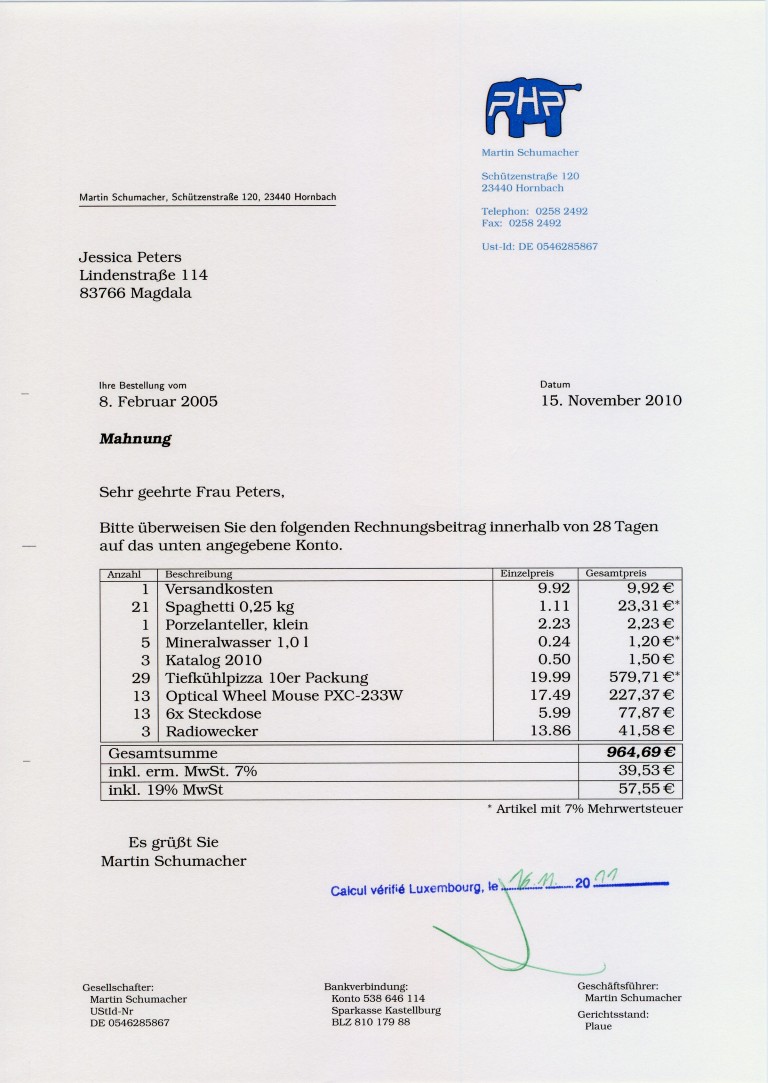 PHP
Martin Schumacher
Schützenstraße 120
23440 Hornbach
Telephon: 0258 2492
Fax: 0258 2492
Ust-Id: DE 0546285867
Martin Schumacher, Schützenstraße 120, 23440 Hornbach
Jessica Peters
Lindenstraße 114
83766 Magdala
Ihre Bestellung vom Datum
8. Februar 2005 15. November 2010
Mahnung
Sehr geehrte Frau Peters,
Bitte überweisen Sie den folgenden Rechnungsbeitrag innerhalb von 28 Tagen
auf das unten angegebene Konto.
Anzahl Beschreibung Einzelpreis Gesamtpreis
1 Versandkosten 9.92 9,92 €
21 Spaghetti 0,25 kg 1.11 23,31 €*
1 Porzelanteller, klein 2.23 2,23 €
5 Mineralwasser 1,0 l 0.24 1,20 €*
3 Katalog 2010 0.50 1,50 €
29 Tiefkühlpizza 10er Packung 19.99 579,71 €*
13 Optical Wheel Mouse PXC-233W 17.49 227,37 €
13 6x Steckdose 5.99 77,87 €
3 Radiowecker 13.86 41,58 €
Gesamtsumme 964,69 €
inkl. erm. MwSt. 7% 39,53 €
inkl. 19% MwSt 57,55 €
* Artikel mit 7% Mehrwertsteuer
Es grüßt Sie
Martin Schumacher
Calcul vérifié Luxembourg, le 16.11. 20 11
Gesellschafter: Bankverbindung: Geschäftsführer:
Martin Schumacher Konto 538 646 114 Martin Schumacher
UStId-Nr Sparkasse Kastellburg Gerichtsstand:
DE 0546285867 BLZ 810 179 88 Plaue